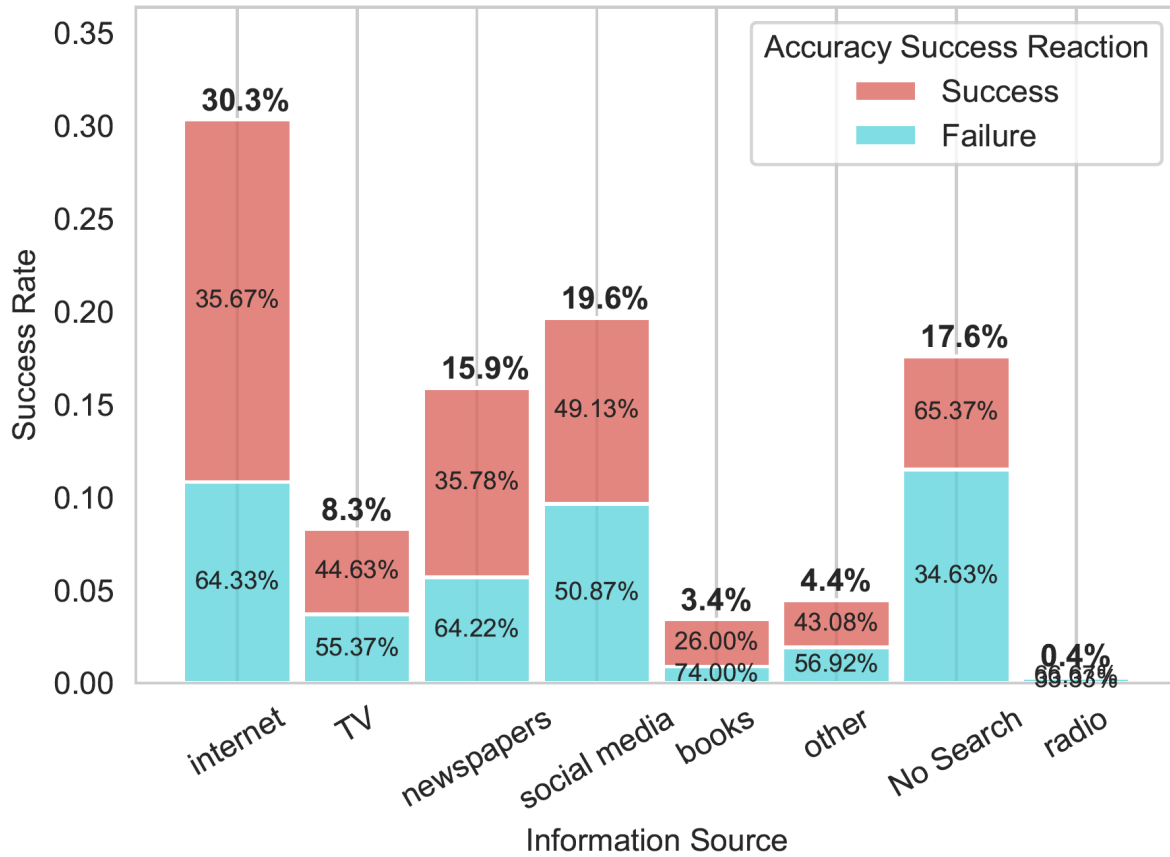 Accuracy Success Reaction
Success
Failure
Success Rate
0.35
0.30
0.25
0.20
0.15
0.10
0.05
0.00
30.3%
35.67%
64.33%
8.3%
44.63%
55.37%
15.9%
35.78%
64.22%
19.6%
49.13%
50.87%
3.4%
26.00%
74.00%
4.4%
43.08%
56.92%
17.6%
65.37%
34.63%
0.4%
internet
TV
newspapers
social media
books
other
No Search
radio
Information Source